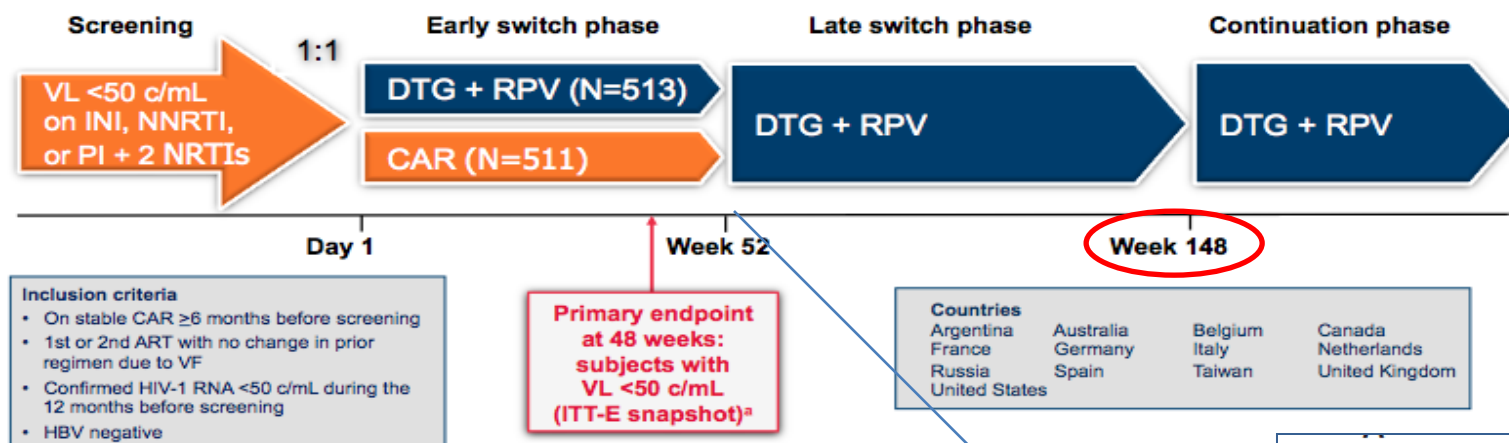 Screening
1:1
Early switch phase
Late switch phase
Continuation phase
VL <50 c/mL
on INI, NNRTI,
or PI + 2 NRTIs
DTG + RPV (N=513)
CAR (N=511)
DTG + RPV
DTG + RPV
Day 1
Week 52
Week 148
Inclusion criteria
• On stable CAR ≥6 months before screening
• 1st or 2nd ART with no change in prior
regimen due to VF
• Confirmed HIV-1 RNA <50 c/mL during the
12 months before screening
• HBV negative
Primary endpoint
at 48 weeks:
subjects with
VL <50 c/mL
(ITT-E snapshot)ᵃ
Countries
Argentina Australia Belgium Canada
France Germany Italy Netherlands
Russia Spain Taiwan United Kingdom
United States